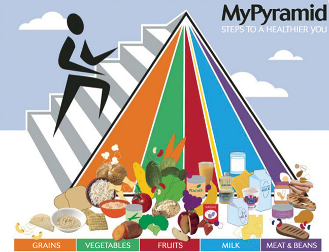 MyPyramid
STEPS TO A HEALTHIER YOU
GRAINS
VEGETABLES
FRUITS
MILK
MEAT & BEANS